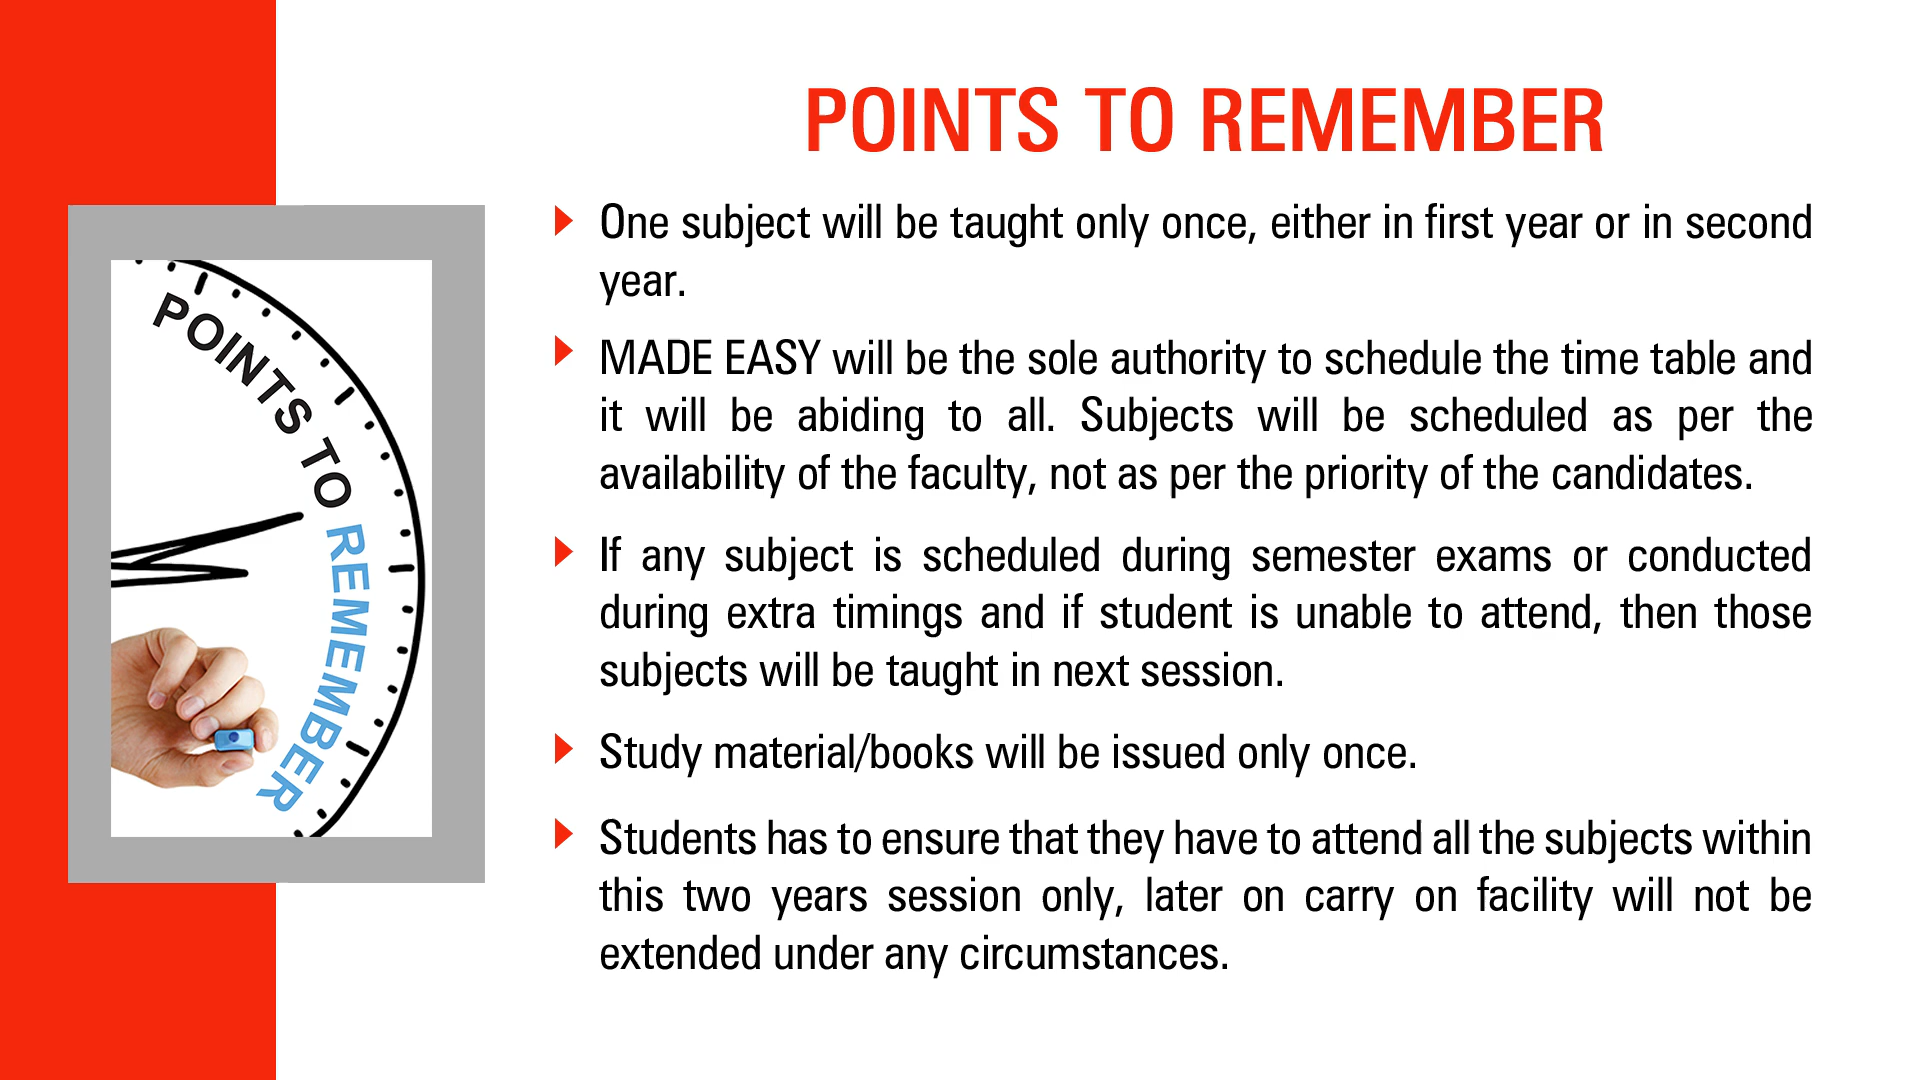 POINTS TO REMEMBER
POINTS TO REMEMBER
One subject will be taught only once, either in first year or in second
year.
MADE EASY will be the sole authority to schedule the time table and
it will be abiding to all. Subjects will be scheduled as per the
availability of the faculty, not as per the priority of the candidates.
If any subject is scheduled during semester exams or conducted
during extra timings and if student is unable to attend, then those
subjects will be taught in next session.
Study material/books will be issued only once.
Students has to ensure that they have to attend all the subjects within
this two years session only, later on carry on facility will not be
extended under any circumstances.